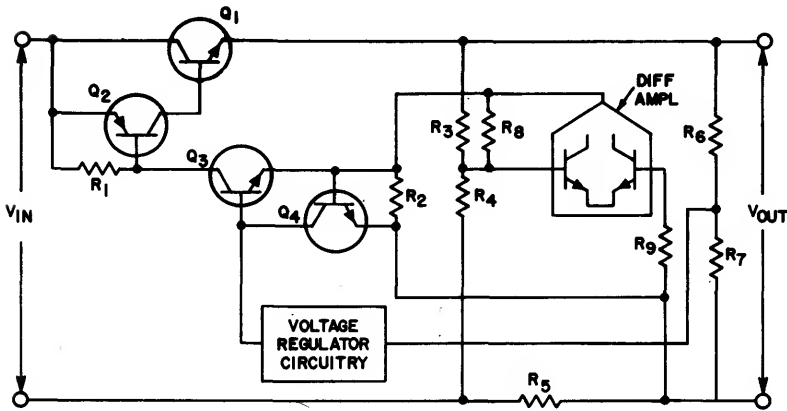 Q1
Q2
DIFF
AMPL
R3
R8
R6
Q3
R1
R2
R4
VIN
Q4
VOUT
R9
R7
VOLTAGE
REGULATOR
CIRCUITRY
R5